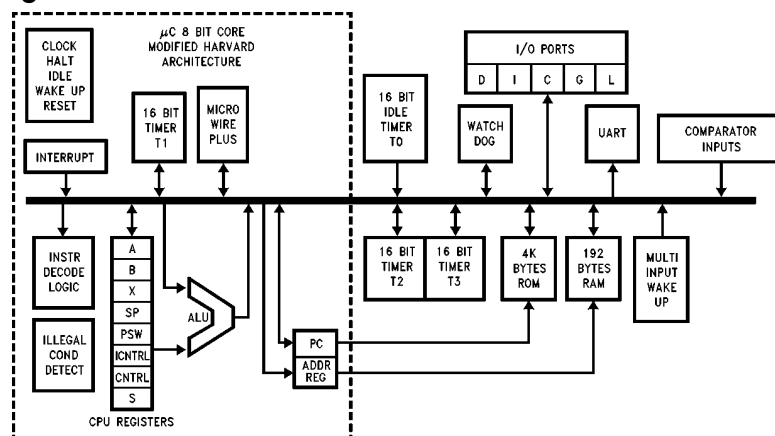 µC 8 BIT CORE
MODIFIED HARVARD
ARCHITECTURE
CLOCK
HALT
IDLE
WAKE UP
RESET
INTERRUPT
16 BIT
TIMER
T1
MICRO
WIRE
PLUS
16 BIT
IDLE
TIMER
T0
WATCH
DOG
I/O PORTS
D I C G L
UART
COMPARATOR
INPUTS
INSTR
DECODE
LOGIC
ILLEGAL
COND
DETECT
A
B
X
SP
PSW
ICNTRL
CNTRL
S
CPU REGISTERS
ALU
PC
ADDR
REG
16 BIT
TIMER
T2
16 BIT
TIMER
T3
4K
BYTES
ROM
192
BYTES
RAM
MULTI
INPUT
WAKE
UP